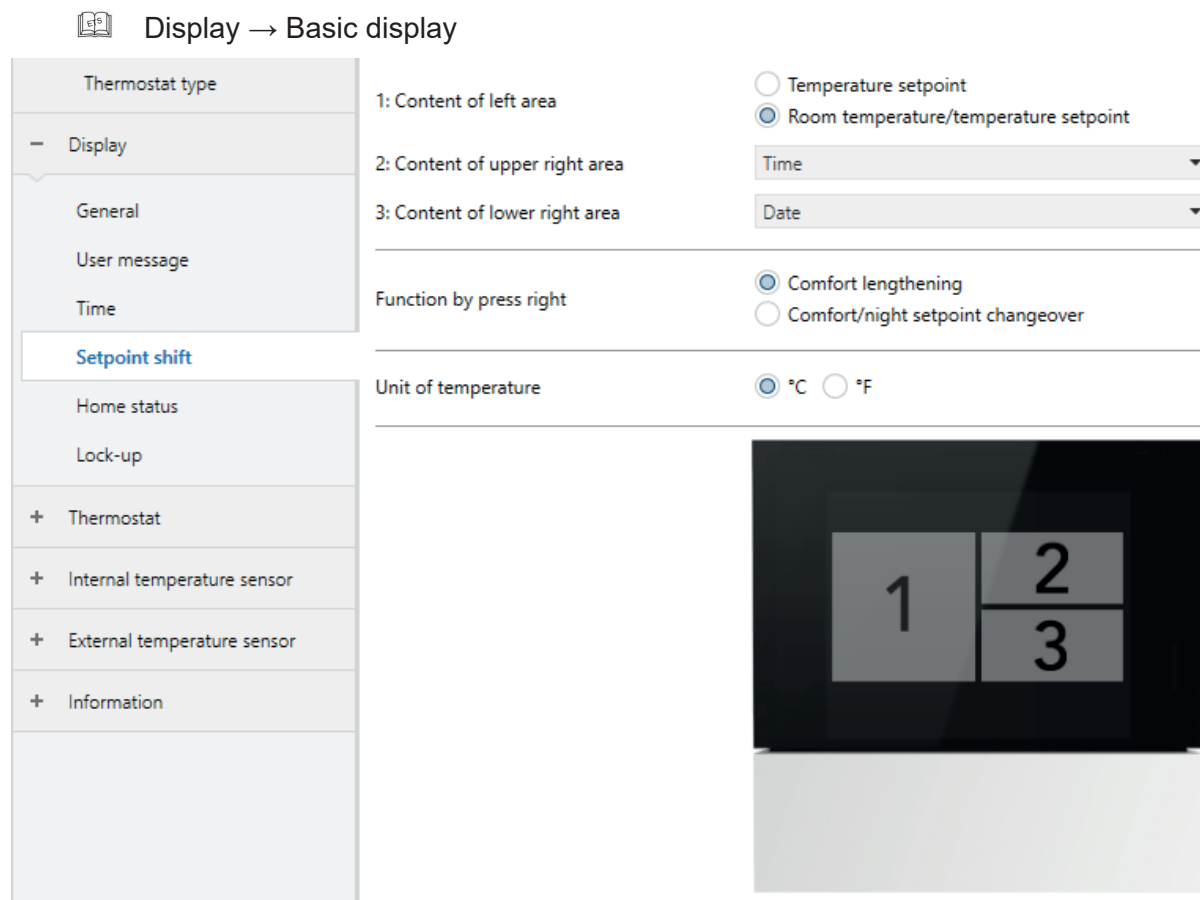 ETS Display → Basic display
Thermostat type
− Display
General
User message
Time
Setpoint shift
Home status
Lock-up
+ Thermostat
+ Internal temperature sensor
+ External temperature sensor
+ Information
1: Content of left area
Temperature setpoint
Room temperature/temperature setpoint
2: Content of upper right area
Time
3: Content of lower right area
Date
Function by press right
Comfort lengthening
Comfort/night setpoint changeover
Unit of temperature
°C °F
1
2
3